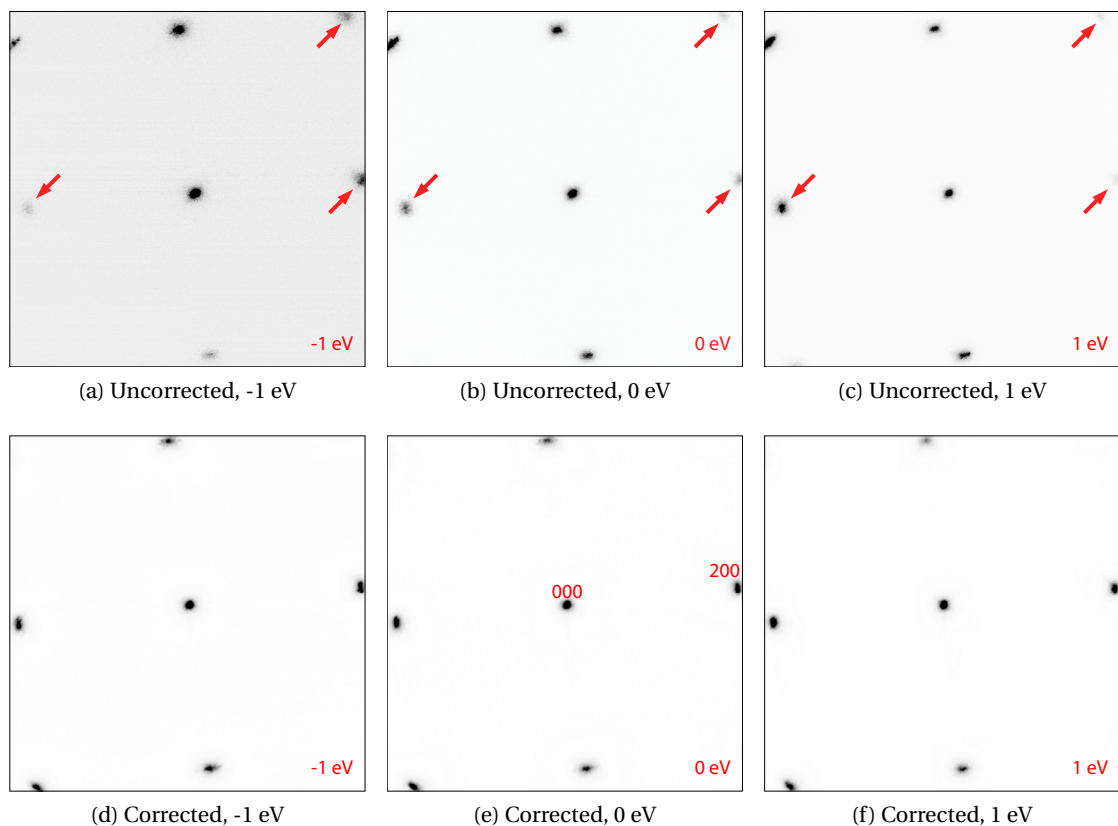 -1 eV
0 eV
1 eV
(a) Uncorrected, -1 eV
(b) Uncorrected, 0 eV
(c) Uncorrected, 1 eV
200
000
-1 eV
0 eV
1 eV
(d) Corrected, -1 eV
(e) Corrected, 0 eV
(f) Corrected, 1 eV